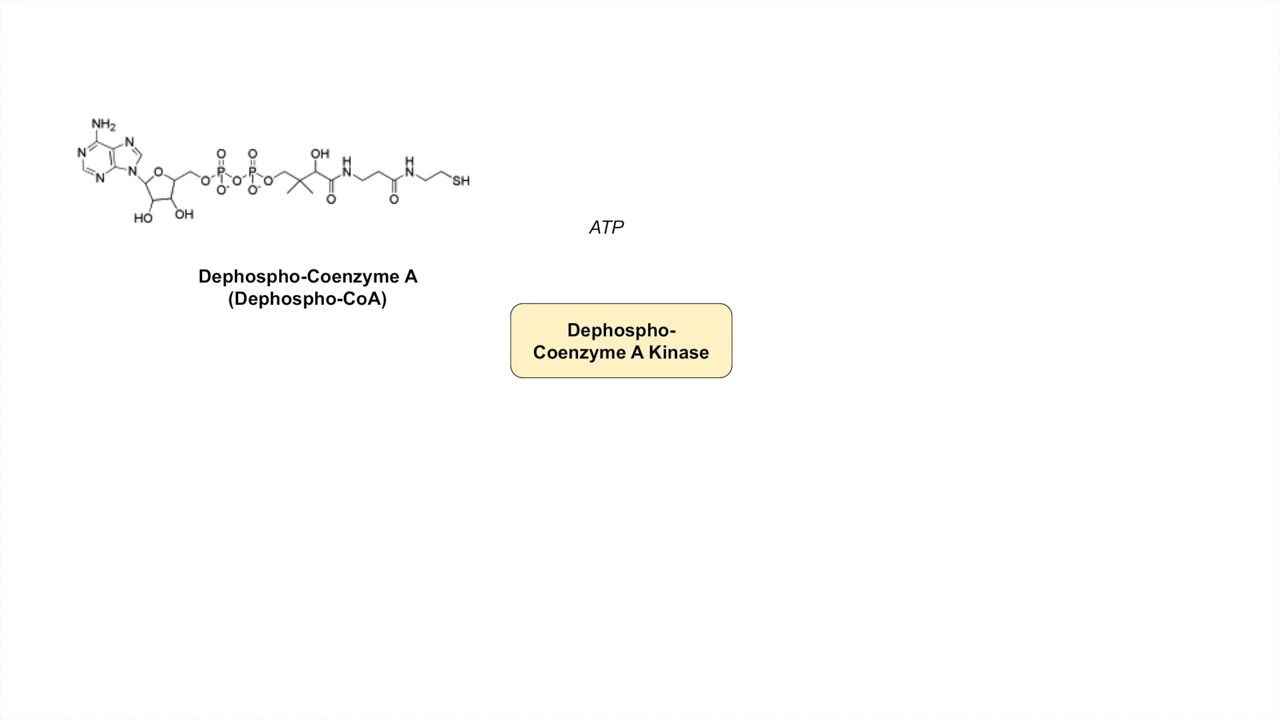 NH2
N
N
N
N
O
HO
OH
O
O
P
O-
O
O
P
O-
O
OH
O
H
N
O
H
N
SH
ATP
Dephospho-Coenzyme A
(Dephospho-CoA)
Dephospho-
Coenzyme A Kinase